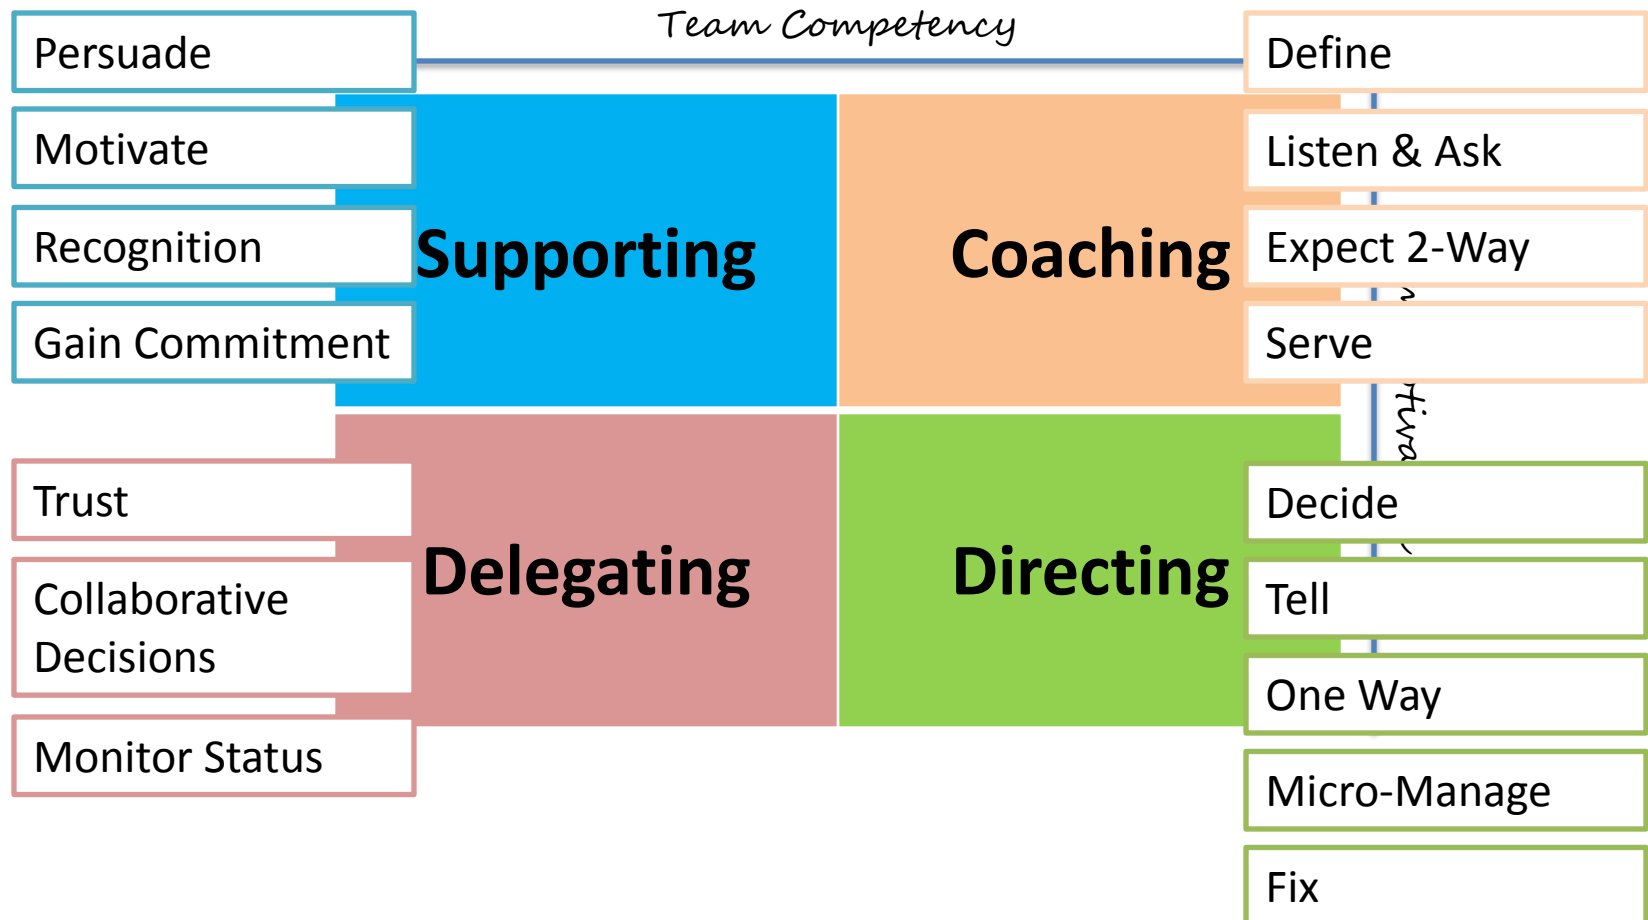 Team Competency
Persuade
Motivate
Recognition
Gain Commitment
Supporting
Coaching
Define
Listen & Ask
Expect 2-Way
Serve
Trust
Collaborative
Decisions
Monitor Status
Delegating
Directing
Decide
Tell
One Way
Micro-Manage
Fix